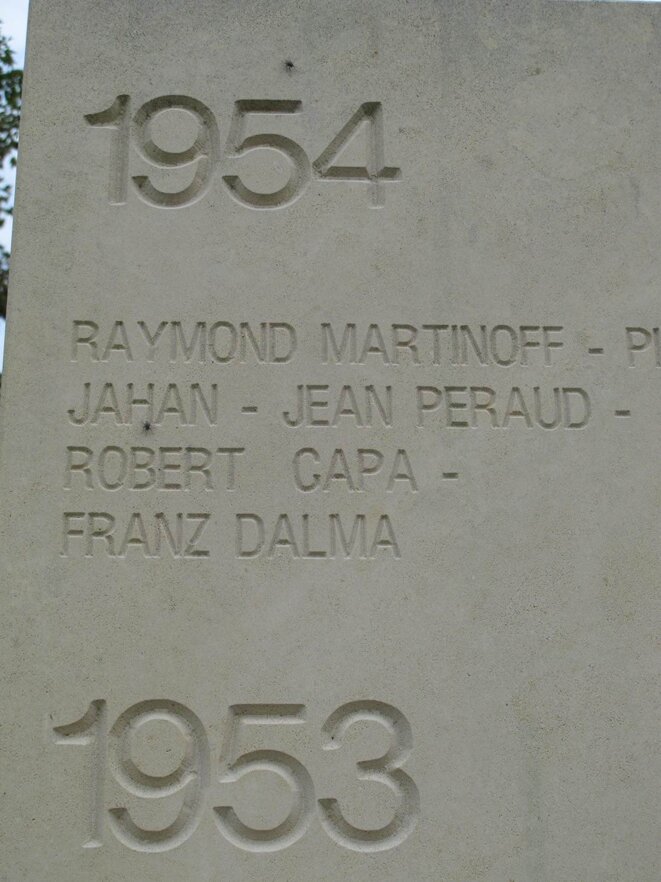 1954
RAYMOND MARTINOFF -
JAHAN - JEAN PERAUD -
ROBERT CAPA -
FRANZ DALMA
1953